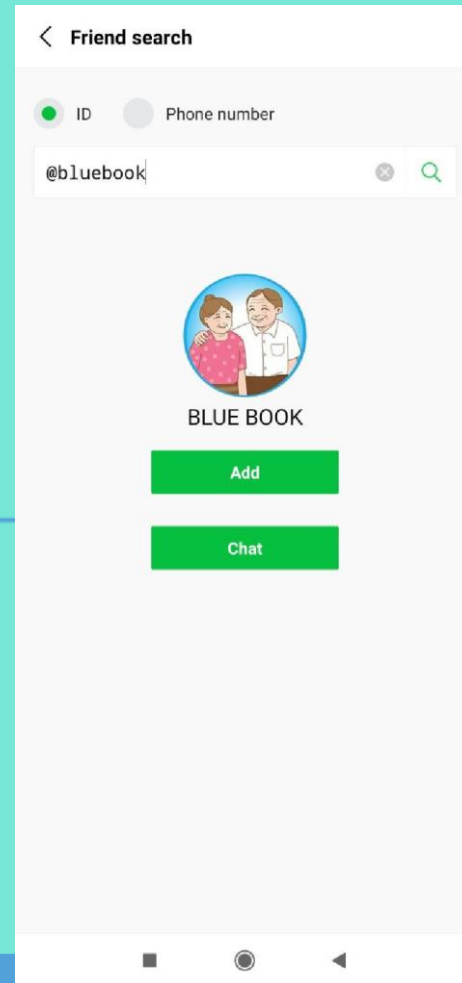 Friend search
ID Phone number
@bluebook
BLUE BOOK
Add
Chat